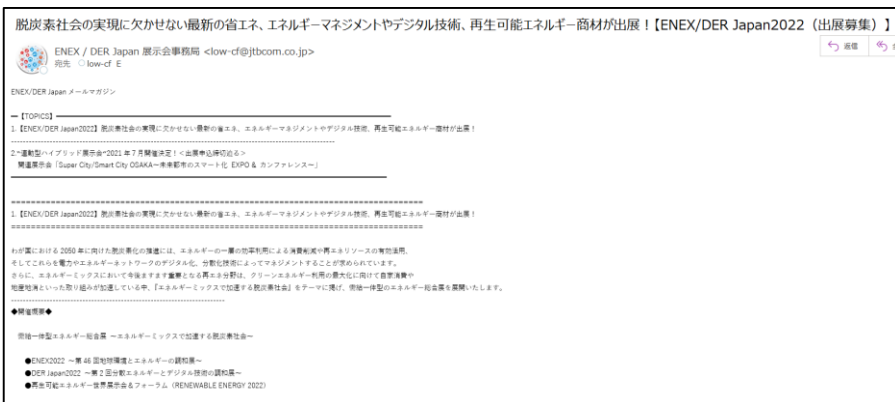 脱炭素社会の実現に欠かせない最新の省エネ、エネルギーマネジメントやデジタル技術、再生可能エネルギー商材が出展！【ENEX/DER Japan2022（出展募集）】
ENEX / DER Japan 展示会事務局 <low-cf@jtbcom.co.jp>
宛先 low-cf E
返信
ENEX/DER Japan メールマガジン
【TOPICS】
1.【ENEX/DER Japan2022】脱炭素社会の実現に欠かせない最新の省エネ、エネルギーマネジメントやデジタル技術、再生可能エネルギー商材が出展！
2.~連動型ハイブリッド展示会~2021年7月開催決定！<出展申込締切迫る>
関連展示会「Super City/Smart City OSAKA～未来都市のスマート化 EXPO & カンファレンス～」
1.【ENEX/DER Japan2022】脱炭素社会の実現に欠かせない最新の省エネ、エネルギーマネジメントやデジタル技術、再生可能エネルギー商材が出展！
わが国における2050年に向けた脱炭素化の推進には、エネルギーの一層の効率利用による消費削減や再エネリソースの有効活用、
そしてこれらを電力やエネルギーネットワークのデジタル化、分散化技術によってマネジメントすることが求められています。
さらに、エネルギーミックスにおいて今後ますます重要となる再エネ分野は、クリーンエネルギー利用の最大化に向けて自家消費や
地産地消といった取り組みが加速している中、『エネルギーミックスで加速する脱炭素社会』をテーマに掲げ、供給一体型のエネルギー総合展を展開いたします。
◆開催概要◆
供給一体型エネルギー総合展 ～エネルギーミックスで加速する脱炭素社会～
●ENEX2022 ～第46回地球環境とエネルギーの調和展～
●DER Japan2022 ～第2回分散エネルギーとデジタル技術の調和展～
●再生可能エネルギー世界展示会＆フォーラム（RENEWABLE ENERGY 2022）